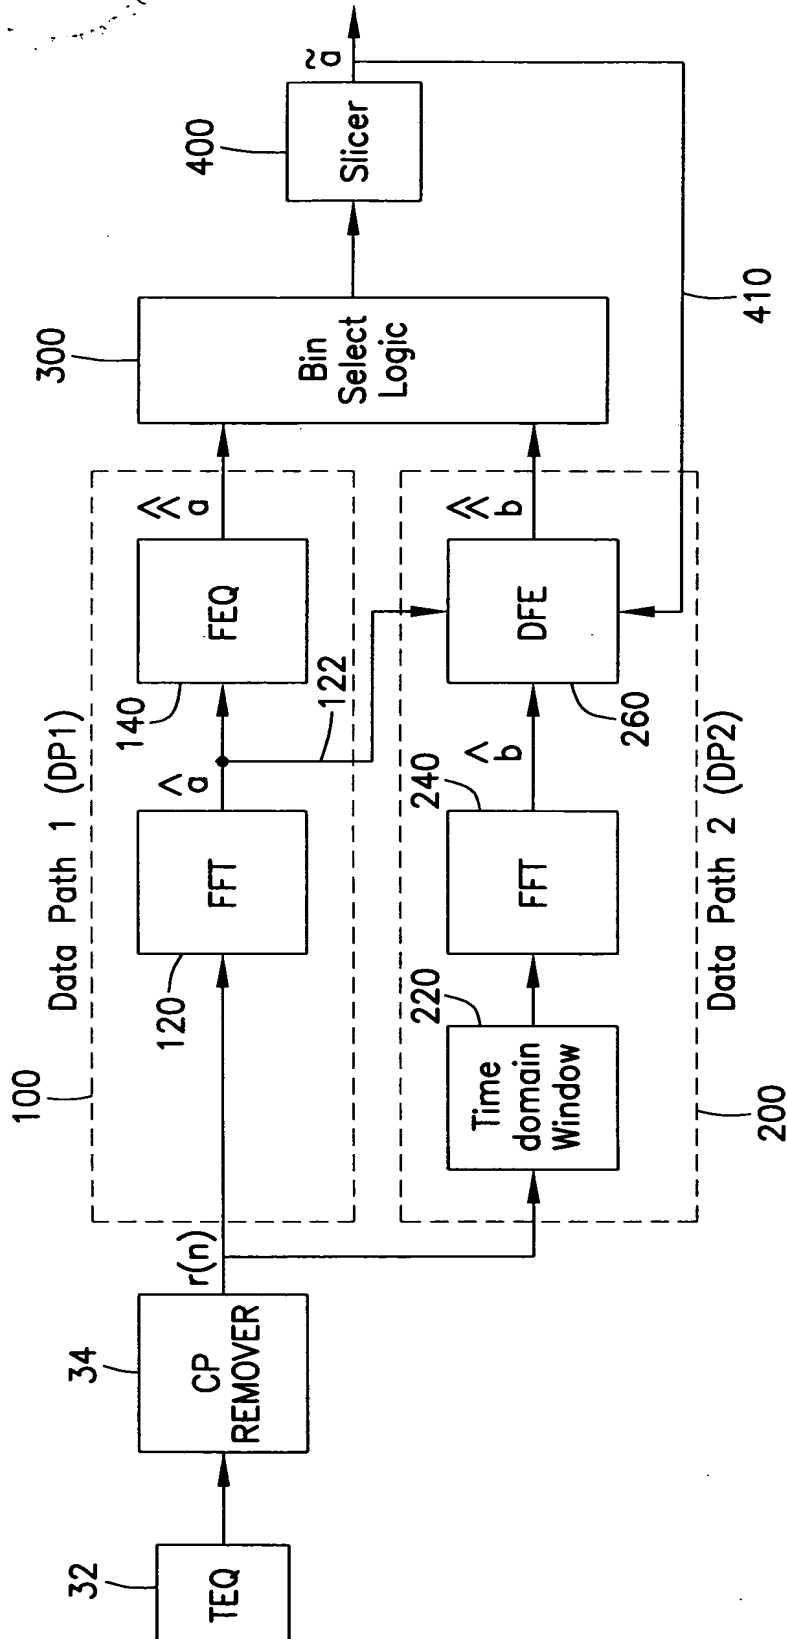 32
TEQ
34
CP
REMOVER
r(n)
100
Data Path 1 (DP1)
120
FFT
^
a
122
140
FEQ
^^
a
220
Time
domain
Window
240
FFT
^
b
260
DFE
^^
b
200
Data Path 2 (DP2)
300
Bin
Select
Logic
400
Slicer
ã
410